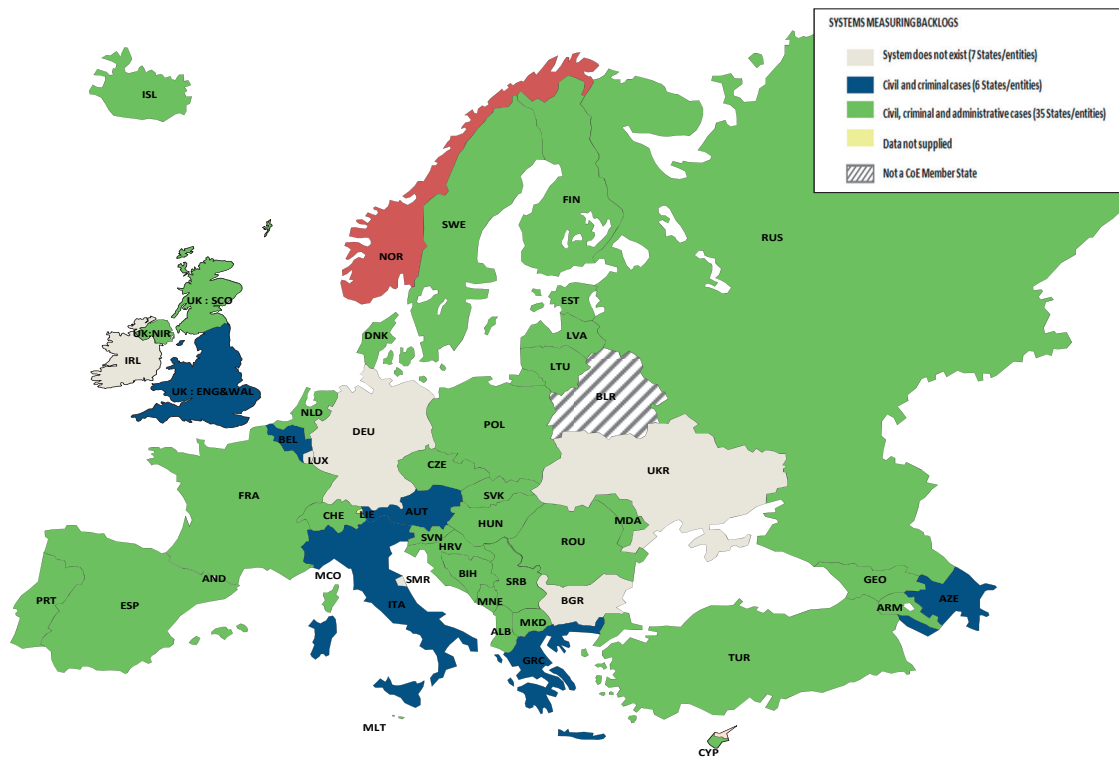 SYSTEMS MEASURING BACKLOGS
System does not exist (7 States/entities)
Civil and criminal cases (6 States/entities)
Civil, criminal and administrative cases (35 States/entities)
Data not supplied
Not a CoE Member State
ISL
RUS
FIN
SWE
NOR
UK : SCO
EST
UK:NIR
DNK
LVA
IRL
LTU
UK : ENG&WAL
BLR
NLD
POL
DEU
BEL
LUX
CZE
UKR
FRA
SVK
CHE
LIE
AUT
HUN
MDA
SVN
ROU
HRV
MCO
AND
SMR
BIH
SRB
GEO
PRT
ESP
ITA
MNE
BGR
ARM
AZE
ALB
MKD
GRC
TUR
MLT
CYP